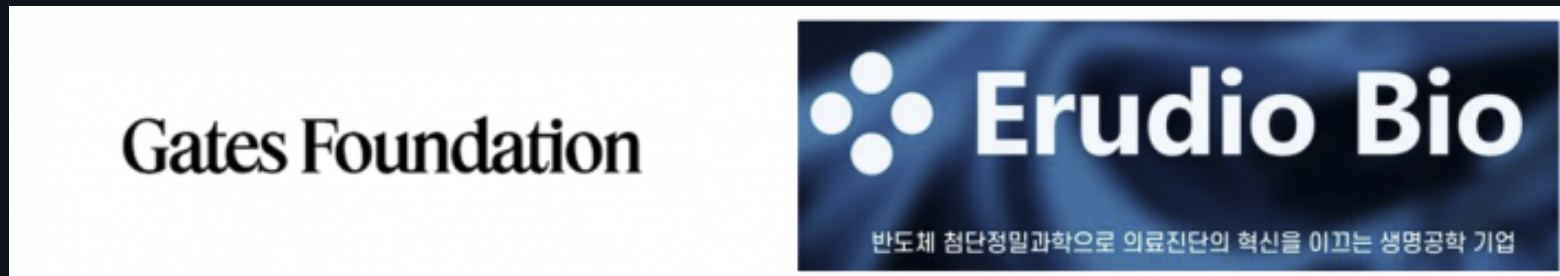 Gates Foundation
Erudio Bio
반도체 첨단정밀과학으로 의료진단의 혁신을 이끄는 생명공학 기업